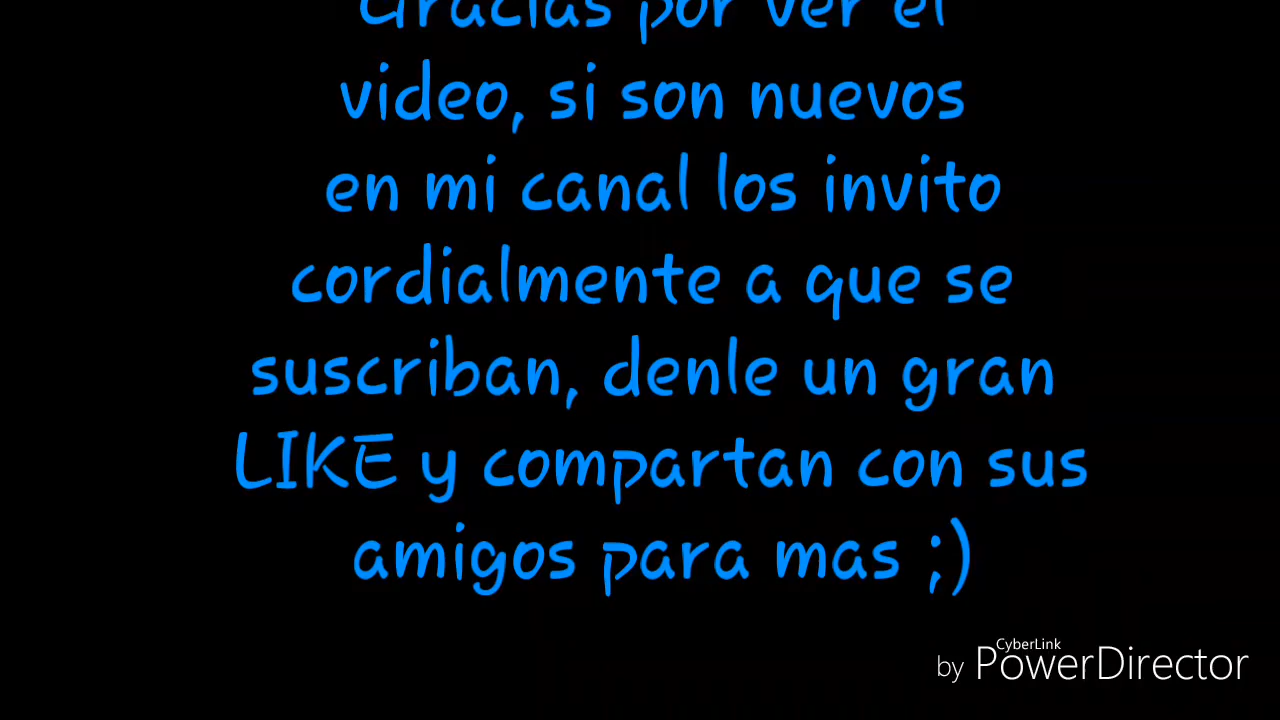 Gracias por ver el
video, si son nuevos
en mi canal los invito
cordialmente a que se
suscriban, denle un gran
LIKE y compartan con sus
amigos para mas ;)
CyberLink
by PowerDirector